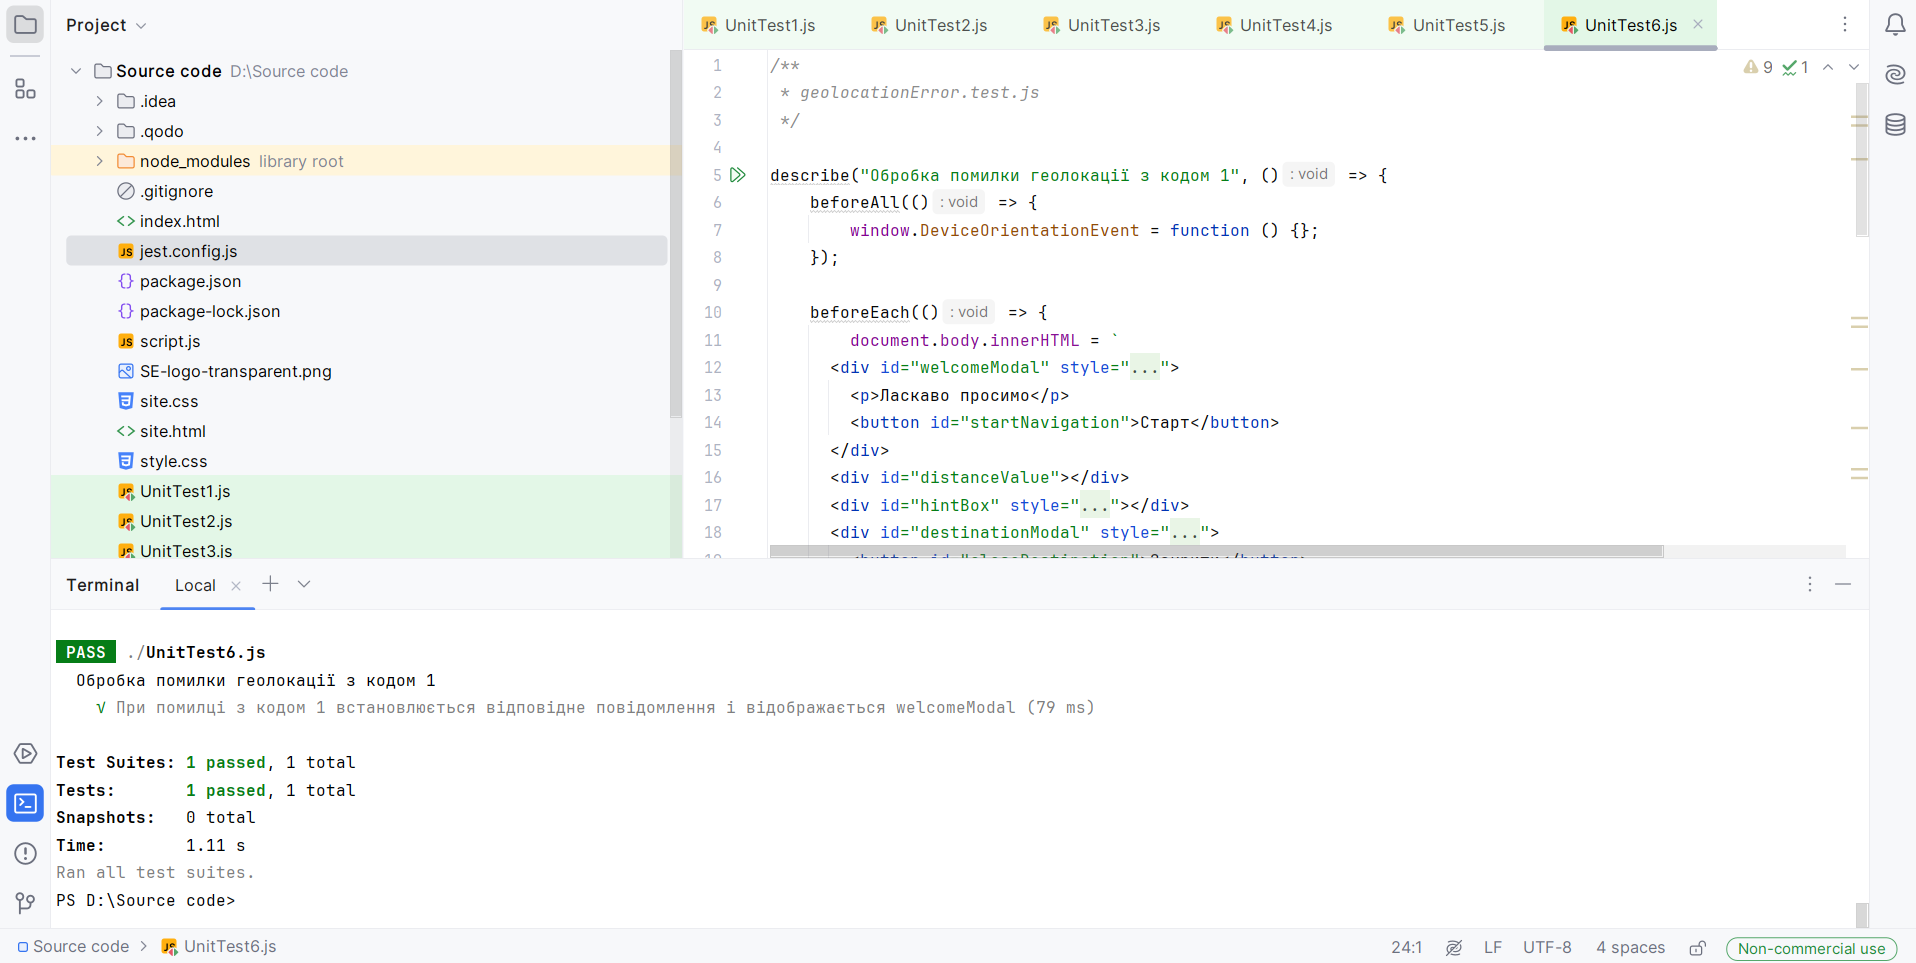 Project
UnitTest1.js
UnitTest2.js
UnitTest3.js
UnitTest4.js
UnitTest5.js
UnitTest6.js
Source code D:\Source code
.idea
.qodo
node_modules library root
.gitignore
index.html
jest.config.js
package.json
package-lock.json
script.js
SE-logo-transparent.png
site.css
site.html
style.css
UnitTest1.js
UnitTest2.js
UnitTest3.js
9 1
1 /**
2 * geolocationError.test.js
3 */
4
5 describe("Обробка помилки геолокації з кодом 1", () : void => {
6 beforeAll(() : void => {
7 window.DeviceOrientationEvent = function () {};
8 });
9
10 beforeEach(() : void => {
11 document.body.innerHTML = `
12 <div id="welcomeModal" style="...">
13 <p>Ласкаво просимо</p>
14 <button id="startNavigation">Старт</button>
15 </div>
16 <div id="distanceValue"></div>
17 <div id="hintBox" style="..."></div>
18 <div id="destinationModal" style="...">
Terminal
Local
PASS ./UnitTest6.js
Обробка помилки геолокації з кодом 1
√ При помилці з кодом 1 встановлюється відповідне повідомлення і відображається welcomeModal (79 ms)
Test Suites: 1 passed, 1 total
Tests: 1 passed, 1 total
Snapshots: 0 total
Time: 1.11 s
Ran all test suites.
PS D:\Source code>
Source code > UnitTest6.js
24:1
LF
UTF-8
4 spaces
Non-commercial use